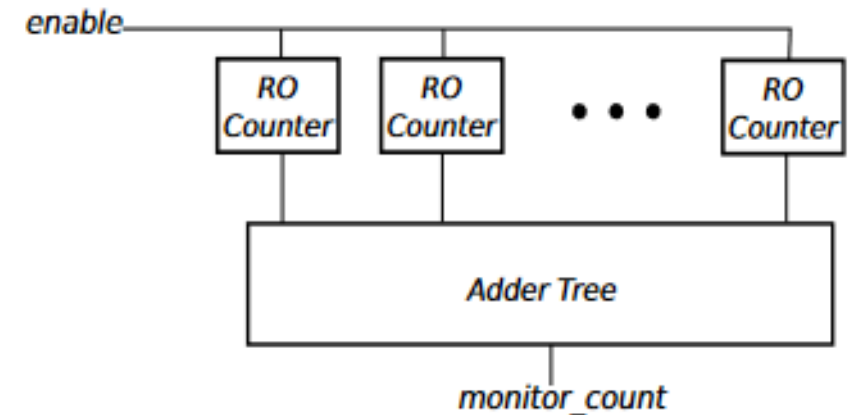 enable
RO
Counter
RO
Counter
RO
Counter
Adder Tree
monitor_count